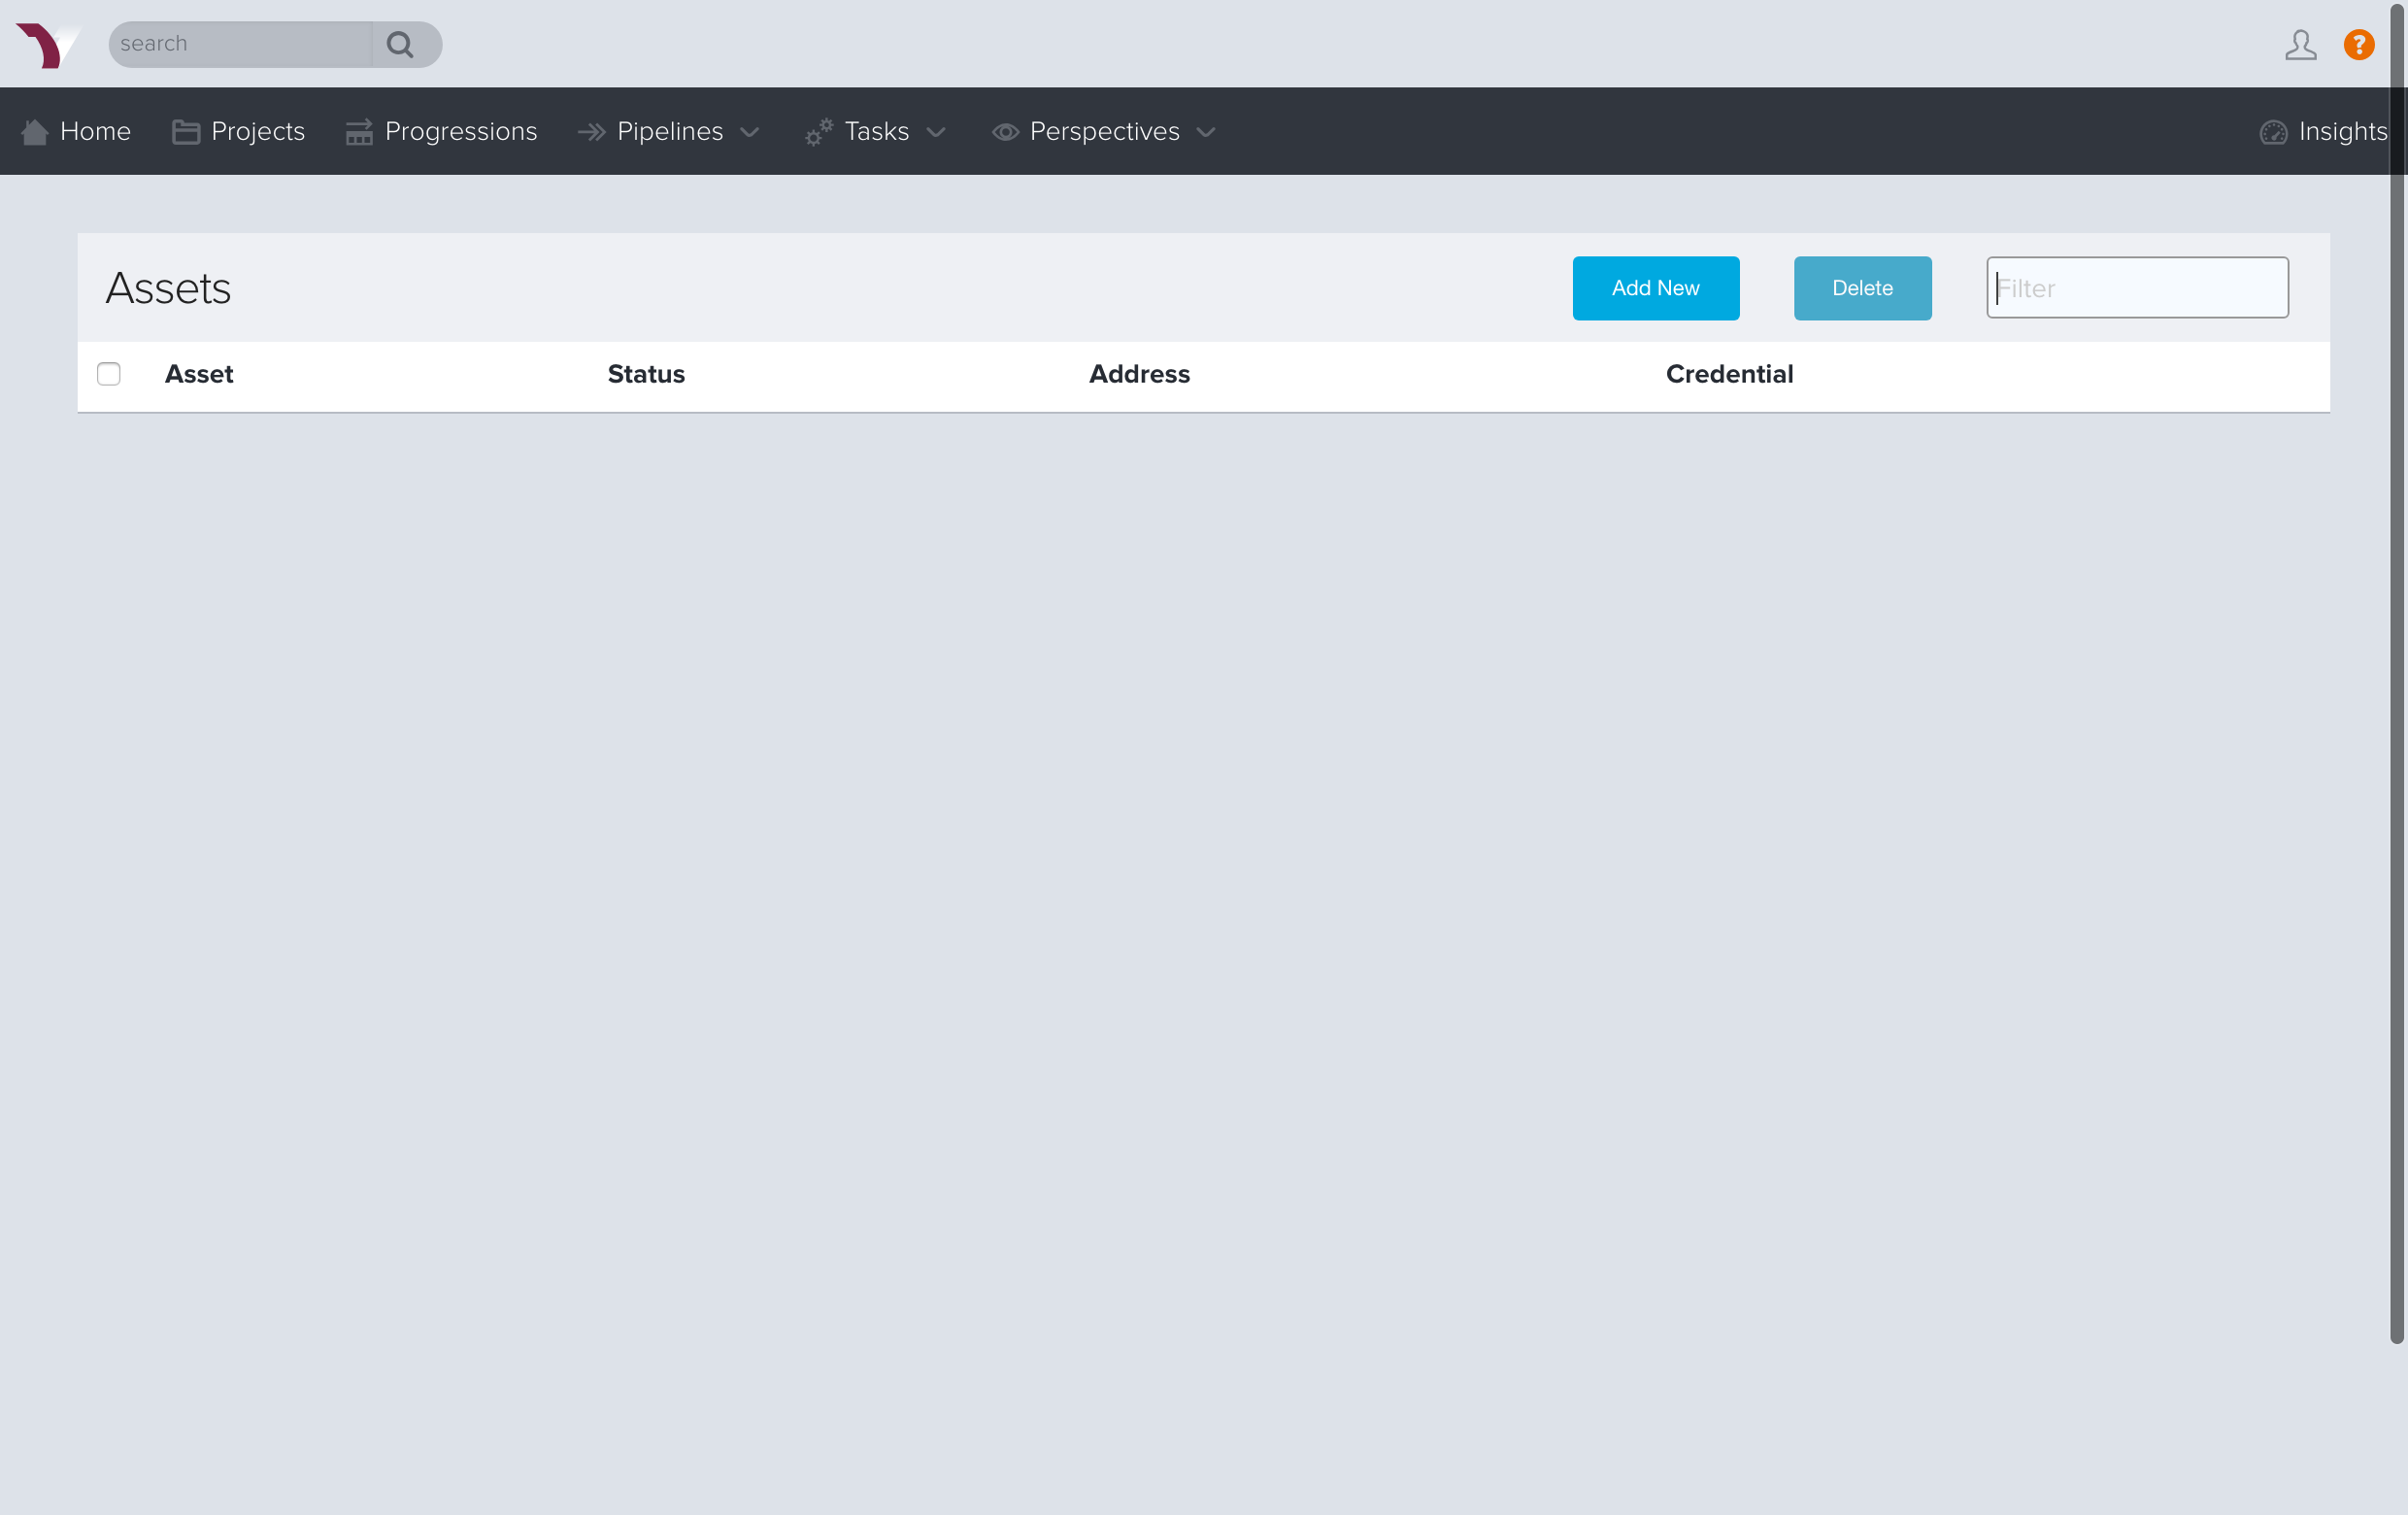 search
?
Home Projects Progressions Pipelines Tasks Perspectives Insights
Assets Add New Delete Filter
Asset Status Address Credential